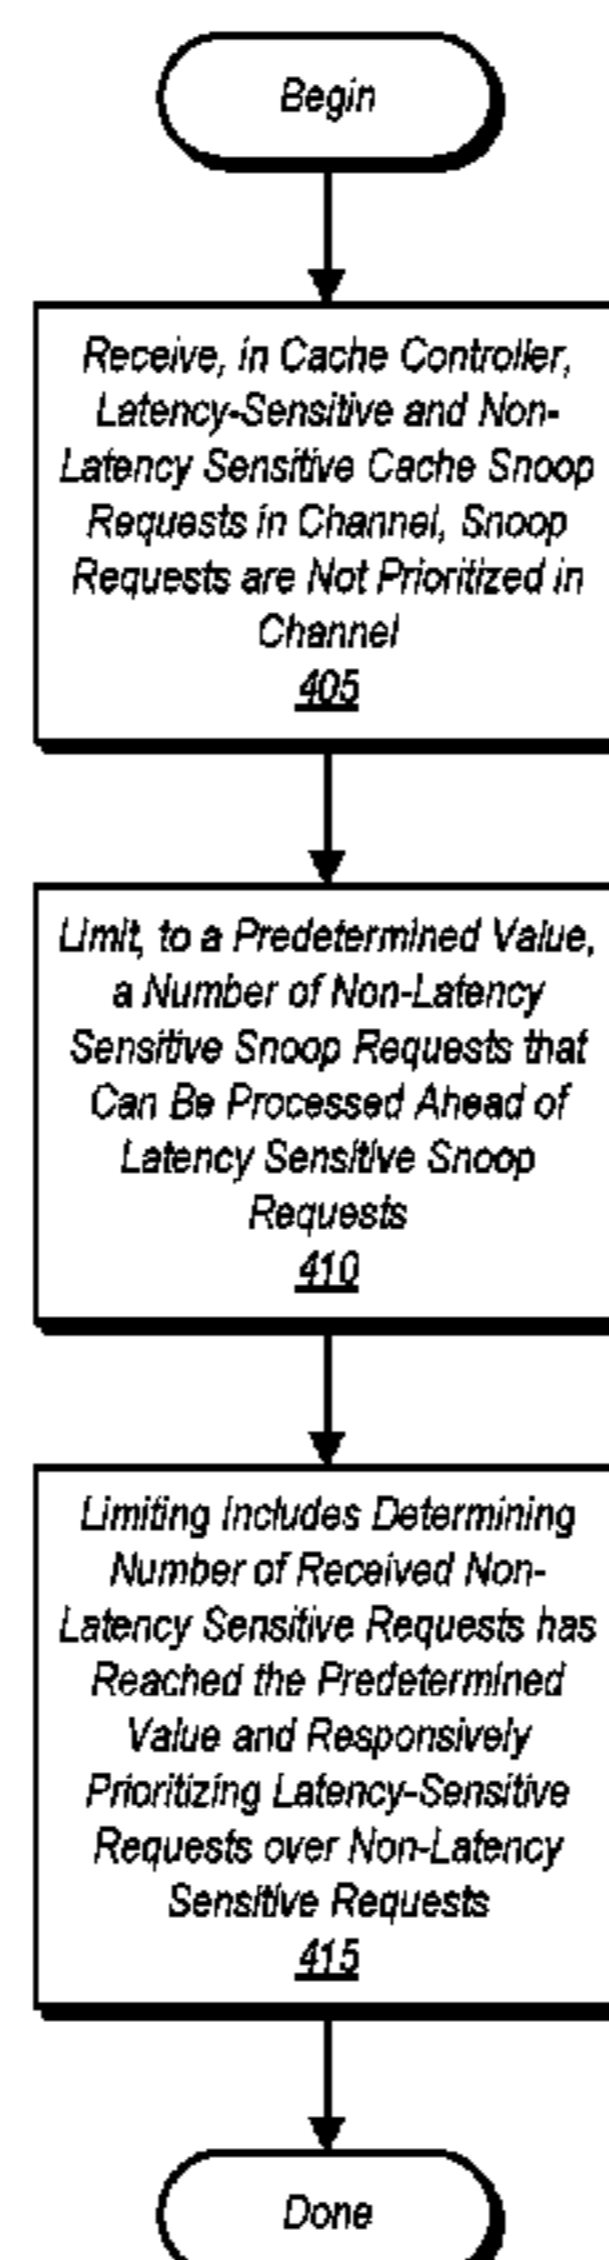 Begin
Receive, in Cache Controller,
Latency-Sensitive and Non-
Latency Sensitive Cache Snoop
Requests in Channel, Snoop
Requests are Not Prioritized in
Channel
405
Limit, to a Predetermined Value,
a Number of Non-Latency
Sensitive Snoop Requests that
Can Be Processed Ahead of
Latency Sensitive Snoop
Requests
410
Limiting Includes Determining
Number of Received Non-
Latency Sensitive Requests has
Reached the Predetermined
Value and Responsively
Prioritizing Latency-Sensitive
Requests over Non-Latency
Sensitive Requests
415
Done